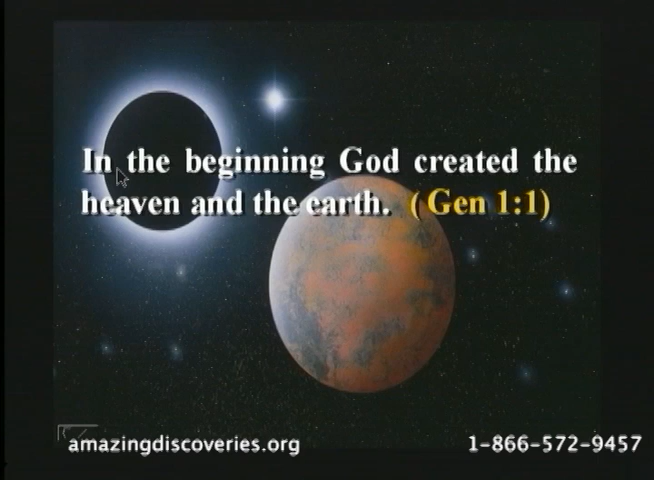 In the beginning God created the
heaven and the earth. (Gen 1:1)
amazingdiscoveries.org 1-866-572-9457